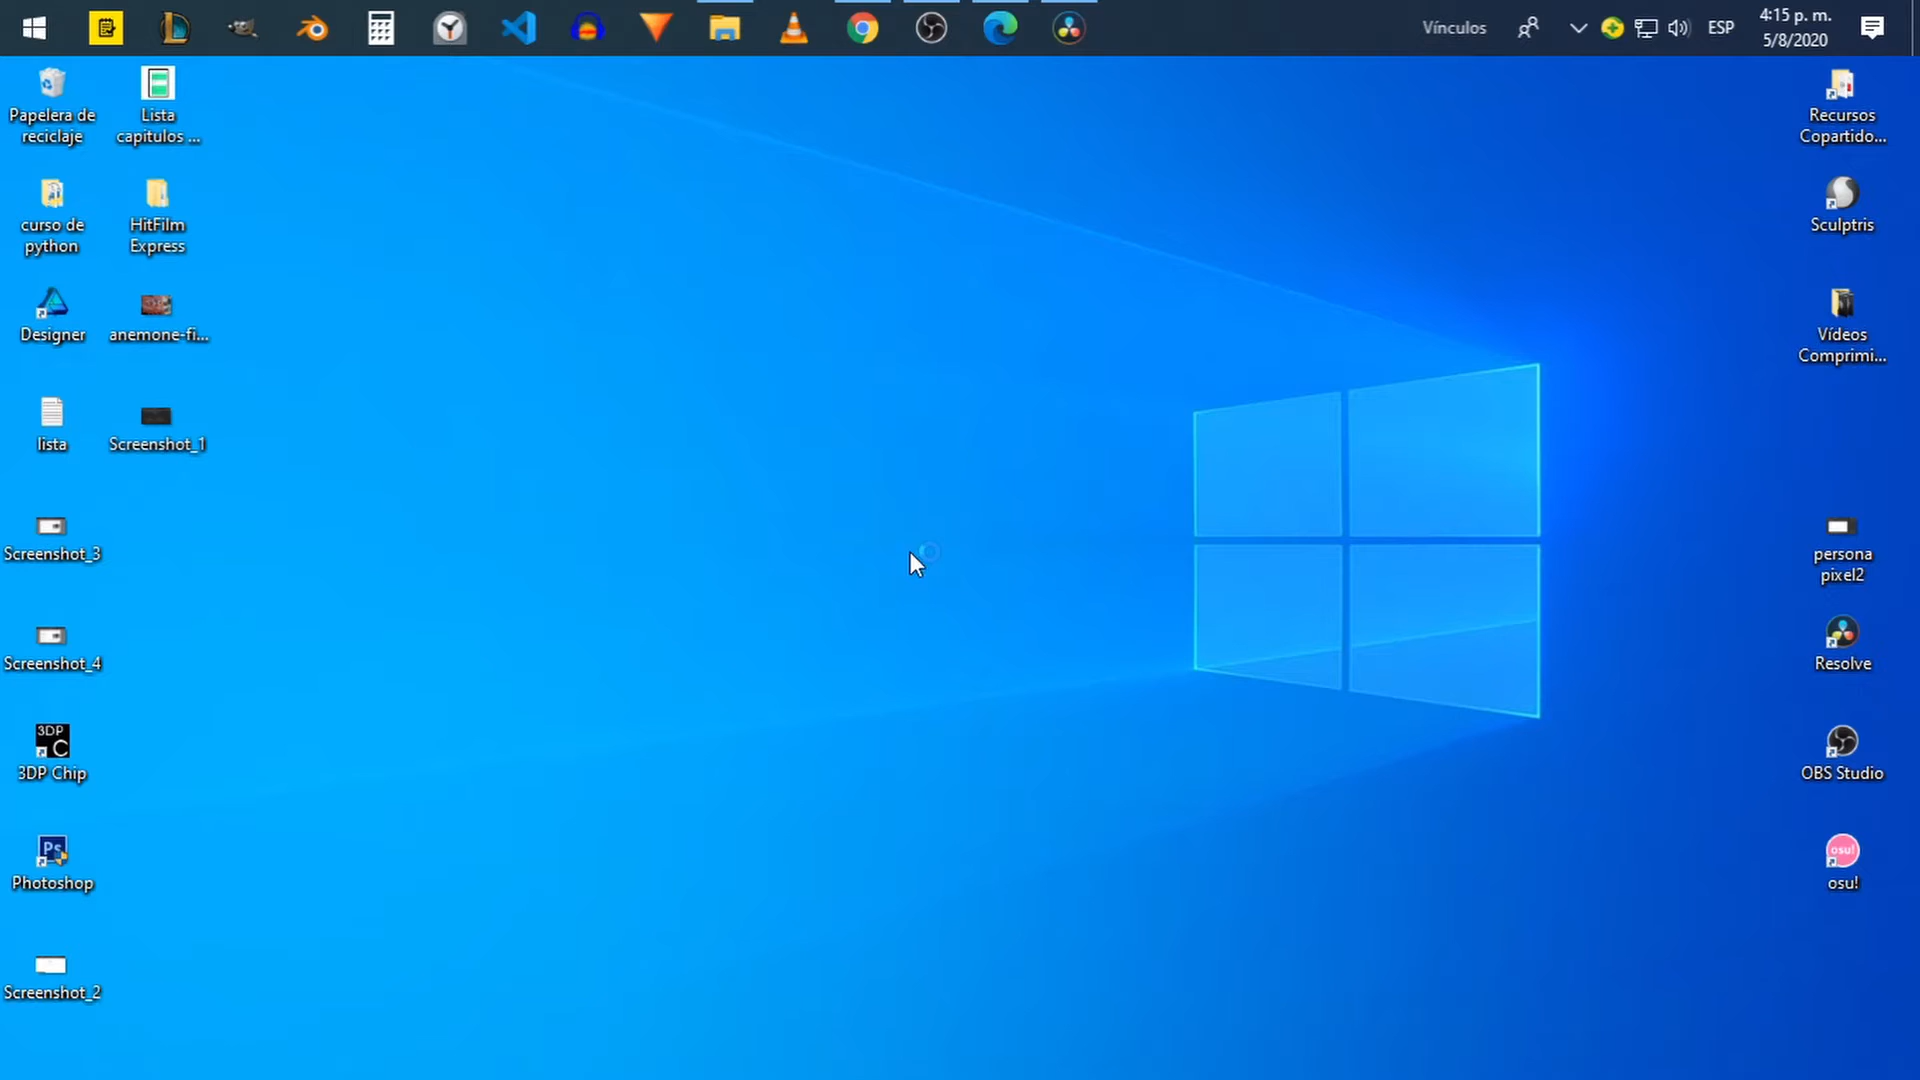 Vínculos
ESP
4:15 p. m.
5/8/2020
Papelera de
reciclaje
Lista
capitulos ...
curso de
python
HitFilm
Express
Designer
anemone-fi...
lista
Screenshot_1
Screenshot_3
Screenshot_4
3DP
C
3DP Chip
Ps
Photoshop
Screenshot_2
Recursos
Copartido...
Sculptris
Vídeos
Comprimi...
persona
pixel2
Resolve
OBS Studio
osu!
osu!